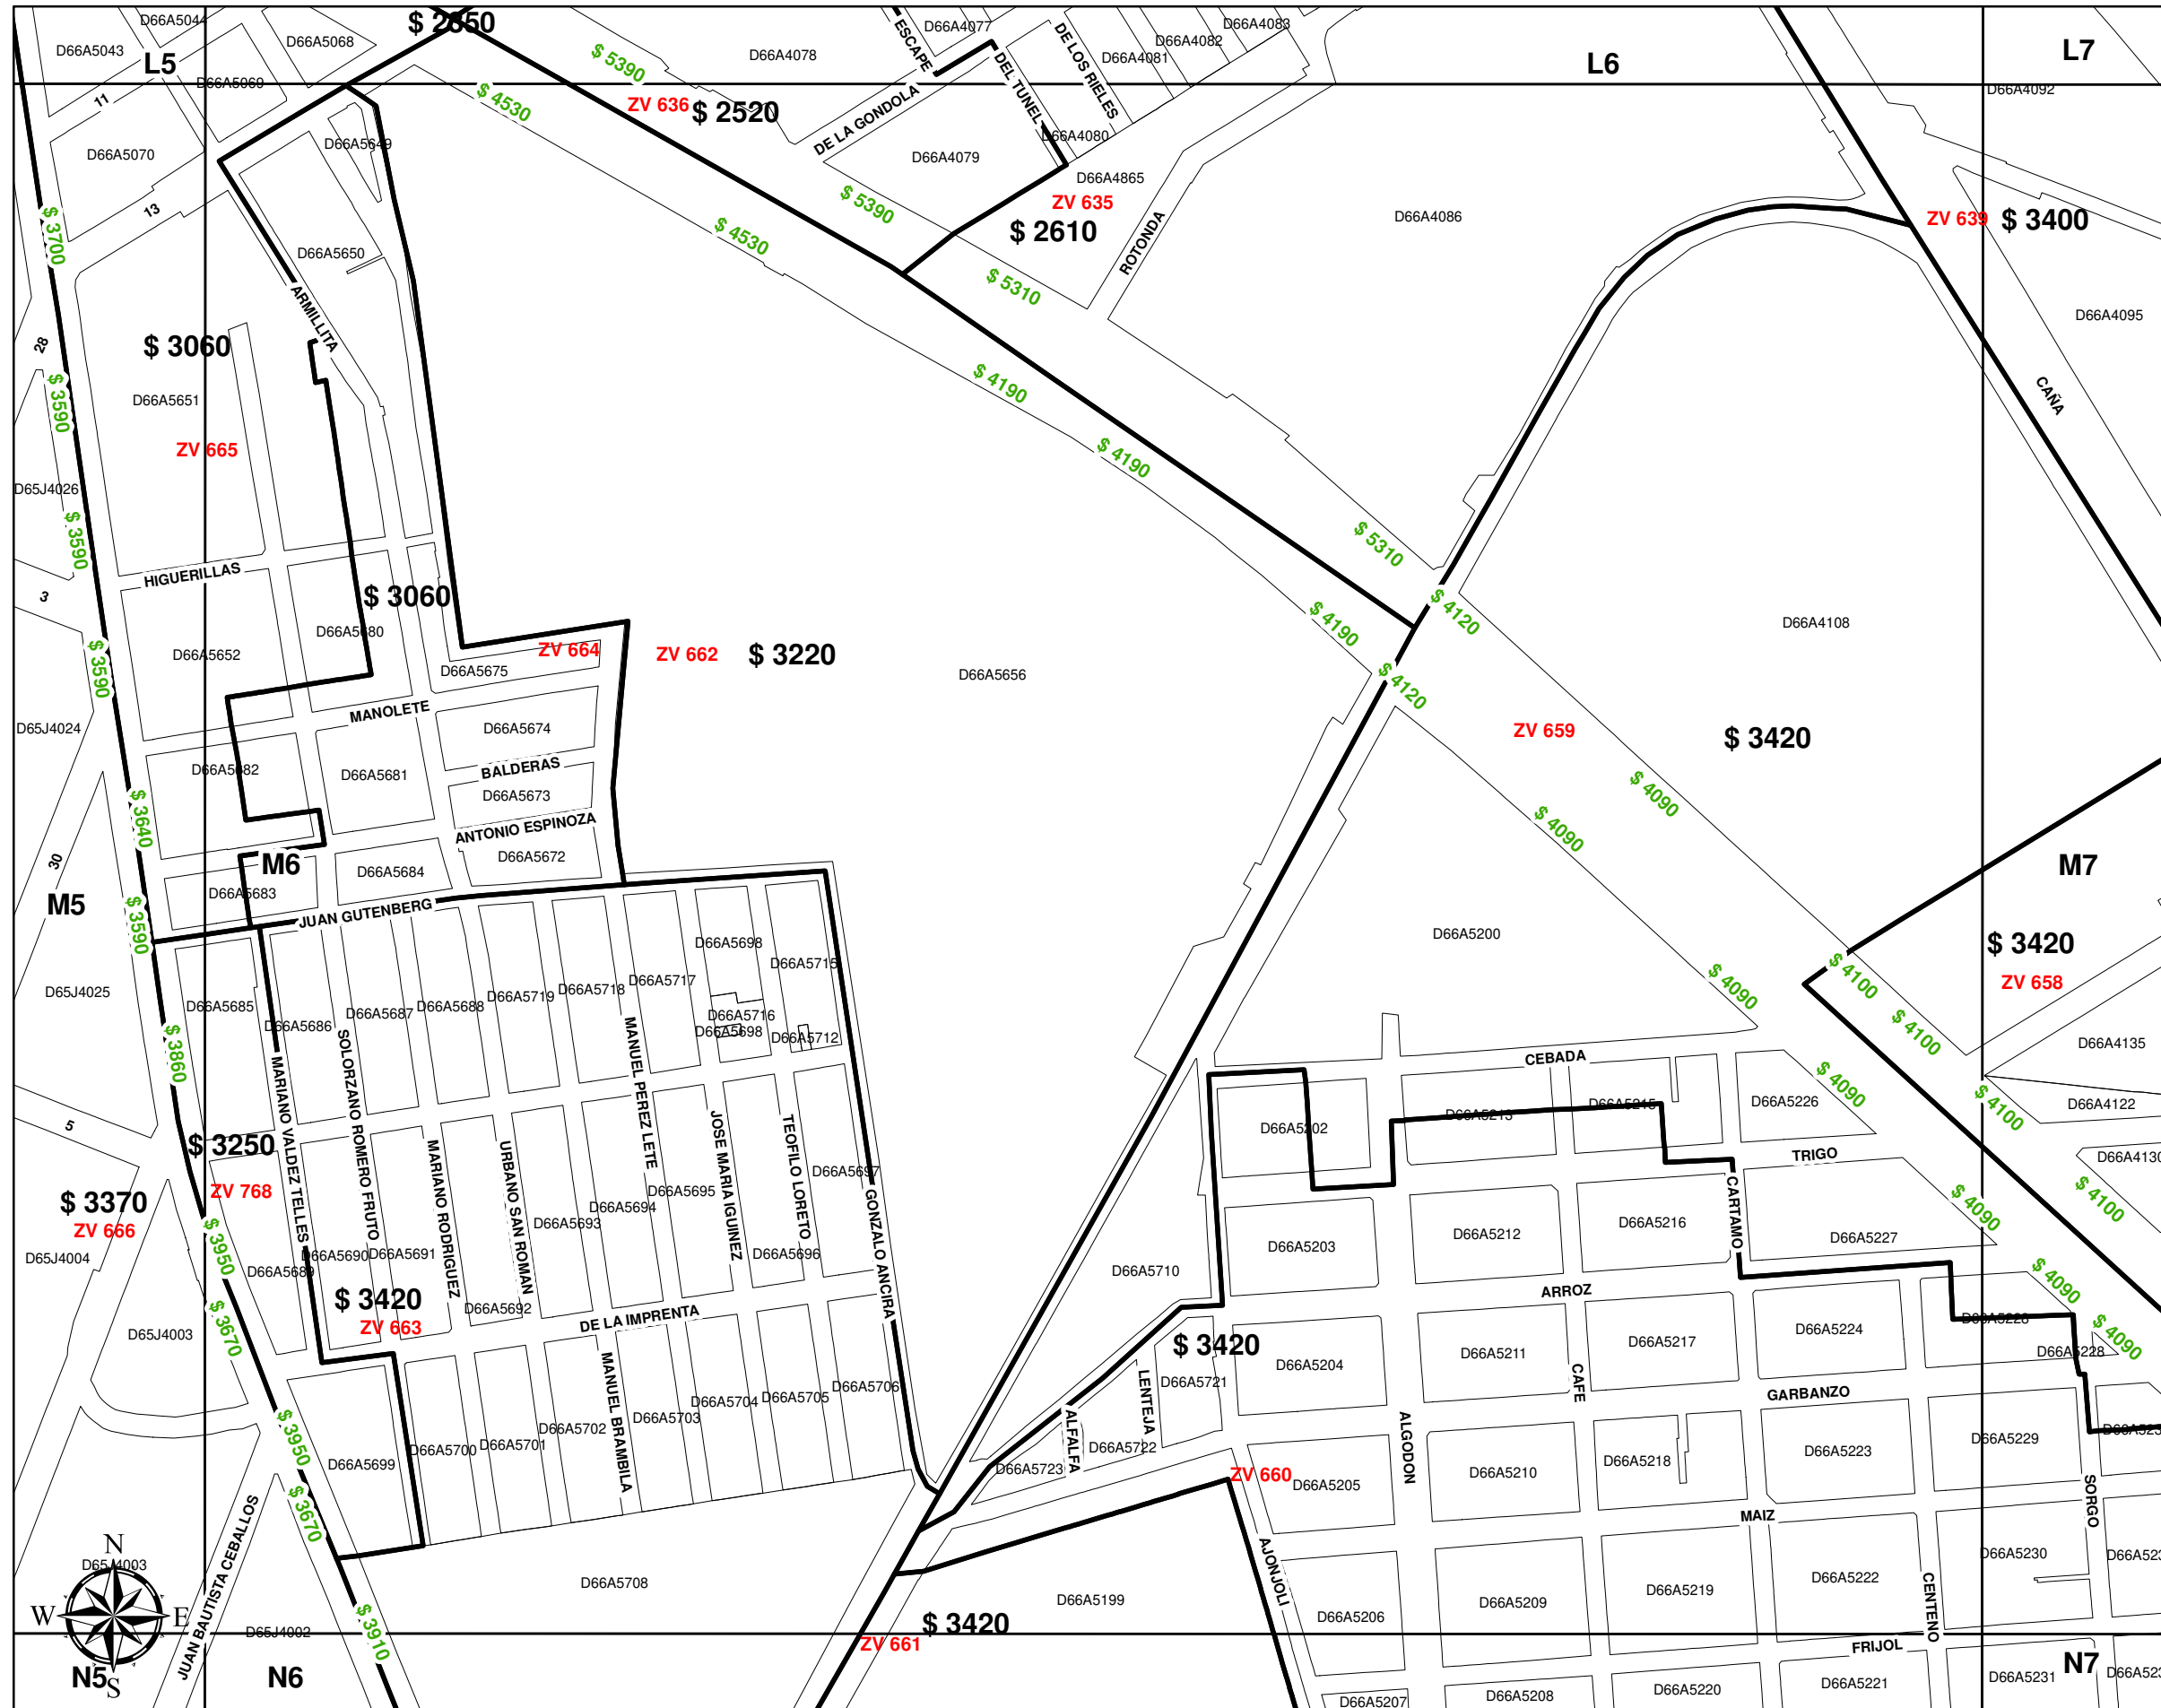 D66A5044
$ 2850
ESCAPE
D66A4077
D66A4083
D66A5043
D66A5068
D66A4078
DE LOS RIELES
D66A4082
D66A4081
L5
L6
L7
$ 5390
DEL TUNEL
D66A5069
11
$ 4530
ZV 636
$ 2520
DE LA GONDOLA
D66A4092
D66A5070
D66A5649
D66A4079
D66A4080
D66A4865
13
$ 3700
$ 5390
ZV 635
$ 2610
ROTONDA
D66A4086
ZV 639
$ 3400
$ 4530
D66A5650
$ 5310
ARMILLITA
D66A4095
28
$ 3060
$ 3590
D66A5651
$ 4190
CAÑA
ZV 665
$ 4190
D65J4026
$ 3590
$ 5310
HIGUERILLAS
3
$ 3060
$ 4190
$ 4120
D66A5680
D66A5652
D66A4108
$ 3590
ZV 664
ZV 662
$ 3220
D66A5675
D66A5656
$ 4120
MANOLETE
D65J4024
D66A5674
ZV 659
$ 3420
D66A5682
D66A5681
BALDERAS
D66A5673
$ 4090
$ 3640
ANTONIO ESPINOZA
$ 4090
30
M6
D66A5684
D66A5672
M7
D66A5683
M5
JUAN GUTENBERG
$ 3590
D66A5698
D66A5200
$ 3420
D66A5715
D65J4025
D66A5685
D66A5686
D66A5687
D66A5688
D66A5719
D66A5718
D66A5717
$ 4090
$ 4100
ZV 658
D66A5716
D66A5698
D66A5712
$ 4100
$ 3860
D66A4135
CEBADA
MARIANO VALDEZ TELLES
SOLORZANO ROMERO FRUTO
MANUEL PEREZ LETE
$ 4090
$ 4100
D66A4122
5
D66A5202
D66A5213
D66A5215
D66A5226
$ 3250
MARIANO RODRIGUEZ
URBANO SAN ROMAN
JOSE MARIA IGUINEZ
TEOFILO LORETO
D66A5697
TRIGO
D66A4130
ZV 768
$ 3370
ZV 666
D66A5693
D66A5694
D66A5695
GONZALO ANCIRA
CARTAMO
$ 4090
$ 4100
D65J4004
$ 3950
D66A5689
D66A5690
D66A5691
D66A5696
D66A5203
D66A5212
D66A5216
D66A5227
D66A5710
$ 3420
ZV 663
D66A5692
DE LA IMPRENTA
ARROZ
$ 4090
D65J4003
$ 3670
$ 3420
D66A5204
D66A5211
D66A5217
D66A5224
D66A5228
D66A5228
$ 4090
MANUEL BRAMBILA
LENTEJA
D66A5721
CAFE
GARBANZO
D66A5706
D66A5705
D66A5704
D66A5703
D66A5702
D66A5701
D66A5700
D66A5699
$ 3950
ALFALFA
D66A5722
D66A5723
ALGODON
D66A5218
D66A5223
D66A5229
ZV 660
D66A5205
D66A5210
$ 3670
MAIZ
SORGO
JUAN BAUTISTA CEBALLOS
N
D65J4003
W
E
S
D66A5708
D66A5199
AJONJOLI
D66A5206
D66A5209
D66A5219
D66A5222
CENTENO
D66A5230
$ 3910
D65J4002
$ 3420
ZV 661
FRIJOL
N5
N6
N7
D66A5207
D66A5208
D66A5220
D66A5221
D66A5231